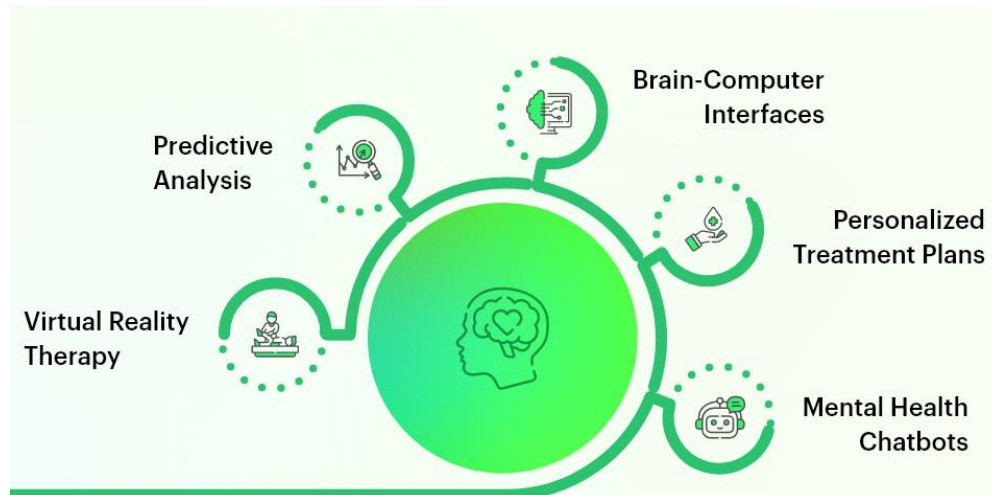 Brain-Computer
Interfaces
Predictive
Analysis
Personalized
Treatment Plans
Virtual Reality
Therapy
Mental Health
Chatbots